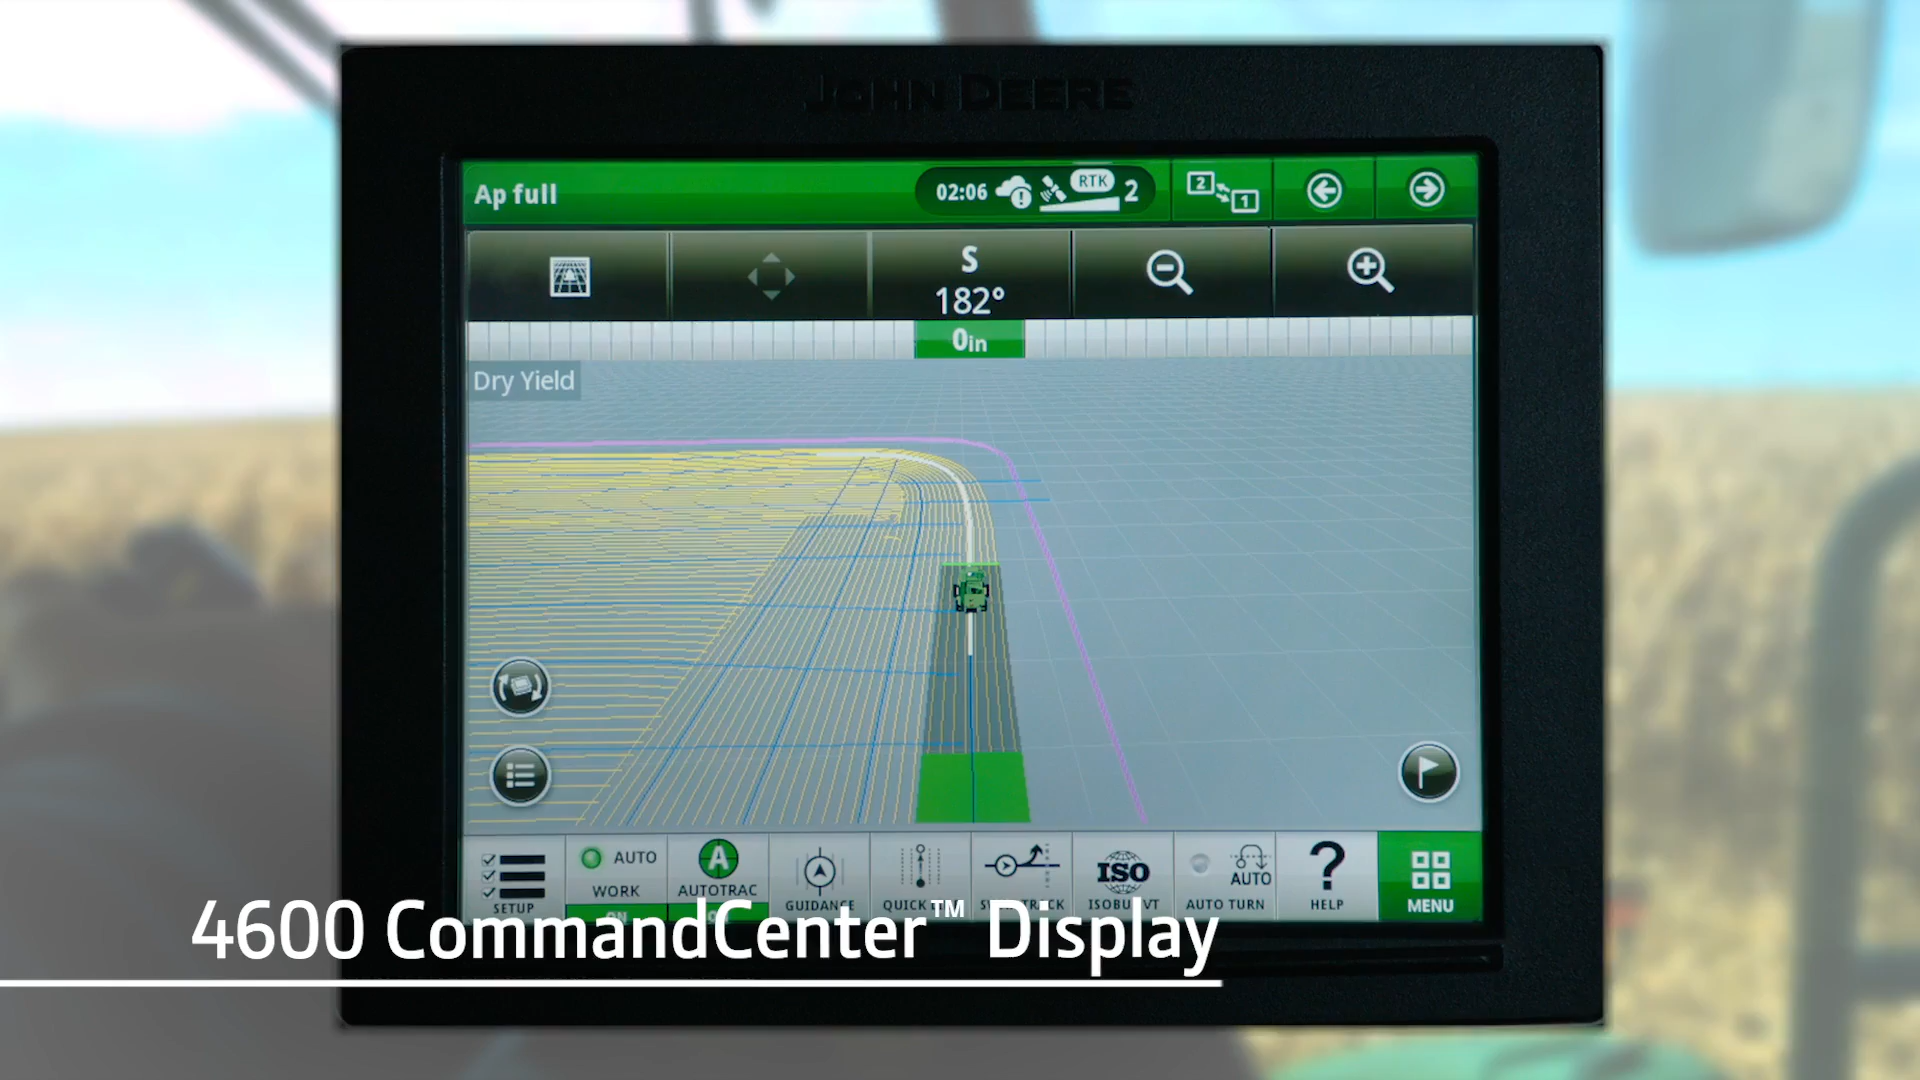 JOHN DEERE
Ap full
02:06
RTK
2
2
1
S
182°
0in
Dry Yield
AUTO
WORK
ON
A
AUTOTRAC
SETUP
GUIDANCE
QUICK
ISO
AUTO
AUTO TURN
?
HELP
MENU
4600 CommandCenter™ Display